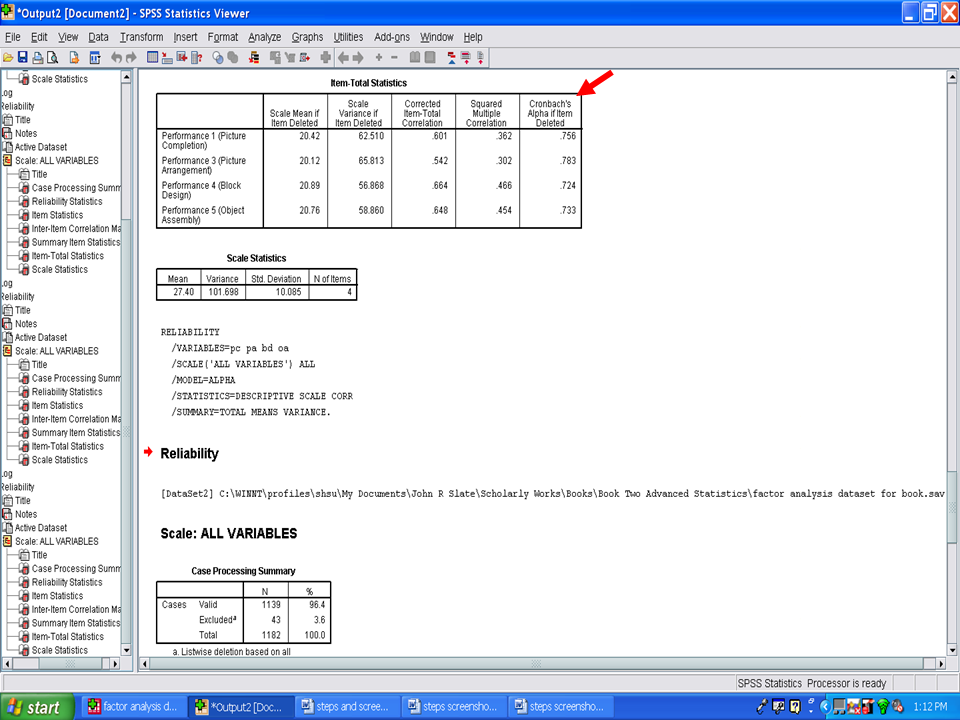 *Output2 [Document2] - SPSS Statistics Viewer
File Edit View Data Transform Insert Format Analyze Graphs Utilities Add-ons Window Help
Scale Statistics
Log
Reliability
Title
Notes
Active Dataset
Scale: ALL VARIABLES
Title
Case Processing Summ
Reliability Statistics
Item Statistics
Inter-Item Correlation Ma
Summary Item Statistics
Item-Total Statistics
Scale Statistics
Log
Reliability
Title
Notes
Active Dataset
Scale: ALL VARIABLES
Title
Case Processing Summ
Reliability Statistics
Item Statistics
Inter-Item Correlation Ma
Summary Item Statistics
Item-Total Statistics
Scale Statistics
Log
Reliability
Title
Notes
Active Dataset
Scale: ALL VARIABLES
Title
Case Processing Summ
Reliability Statistics
Item Statistics
Inter-Item Correlation Ma
Summary Item Statistics
Item-Total Statistics
Scale Statistics
Item-Total Statistics
Scale Mean if Item Deleted
Scale Variance if Item Deleted
Corrected Item-Total Correlation
Squared Multiple Correlation
Cronbach's Alpha if Item Deleted
Performance 1 (Picture Completion) 20.42 62.510 .601 .362 .756
Performance 3 (Picture Arrangement) 20.12 65.813 .542 .302 .783
Performance 4 (Block Design) 20.89 56.868 .664 .466 .724
Performance 5 (Object Assembly) 20.76 58.860 .648 .454 .733
Scale Statistics
Mean Variance Std. Deviation N of Items
27.40 101.698 10.085 4
RELIABILITY
/VARIABLES=pc pa bd oa
/SCALE('ALL VARIABLES') ALL
/MODEL=ALPHA
/STATISTICS=DESCRIPTIVE SCALE CORR
/SUMMARY=TOTAL MEANS VARIANCE.
Reliability
[DataSet2] C:\WINNT\profiles\shsu\My Documents\John R Slate\Scholarly Works\Books\Book Two Advanced Statistics\factor analysis dataset for book.sav
Scale: ALL VARIABLES
Case Processing Summary
N %
Cases Valid 1139 96.4
Excludedª 43 3.6
Total 1182 100.0
a. Listwise deletion based on all
SPSS Statistics Processor is ready
start factor analysis d... *Output2 [Doc... steps and scree... steps screensho... steps screensho... 1:12 PM